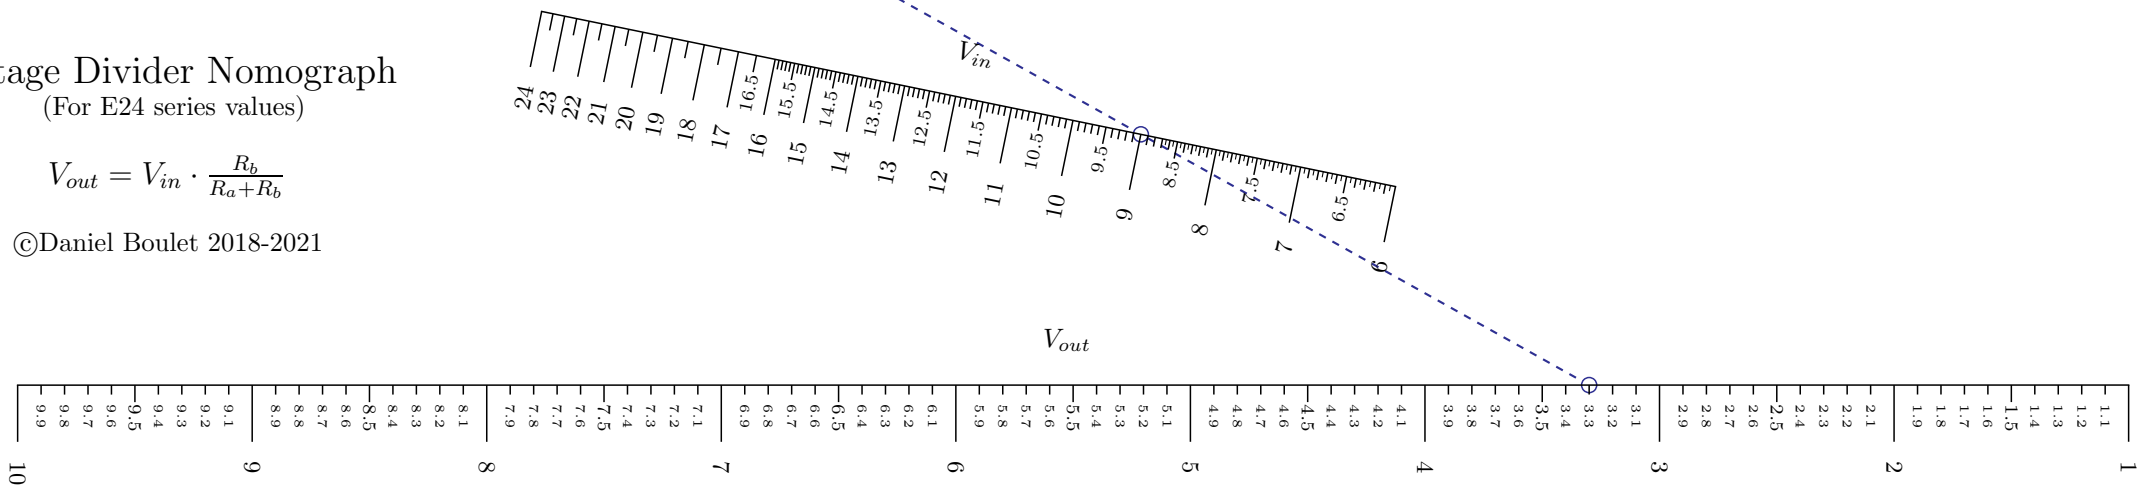 tage Divider Nomograph
(For E24 series values)
V_out = V_in · R_b / R_a+R_b
©Daniel Boulet 2018-2021
V_in
24 23 22 21 20 19 18 17 16.5 16 15.5 15 14.5 14 13.5 13 12.5 12 11.5 11 10.5 10 9.5 9 8.5 8 7.5 7 6.5 6
V_out
9.9 9.8 9.7 9.6 9.5 9.4 9.3 9.2 9.1 8.9 8.8 8.7 8.6 8.5 8.4 8.3 8.2 8.1 7.9 7.8 7.7 7.6 7.5 7.4 7.3 7.2 7.1 6.9 6.8 6.7 6.6 6.5 6.4 6.3 6.2 6.1 5.9 5.8 5.7 5.6 5.5 5.4 5.3 5.2 5.1 4.9 4.8 4.7 4.6 4.5 4.4 4.3 4.2 4.1 3.9 3.8 3.7 3.6 3.5 3.4 3.3 3.2 3.1 2.9 2.8 2.7 2.6 2.5 2.4 2.3 2.2 2.1 1.9 1.8 1.7 1.6 1.5 1.4 1.3 1.2 1.1
10 9 8 7 6 5 4 3 2 1